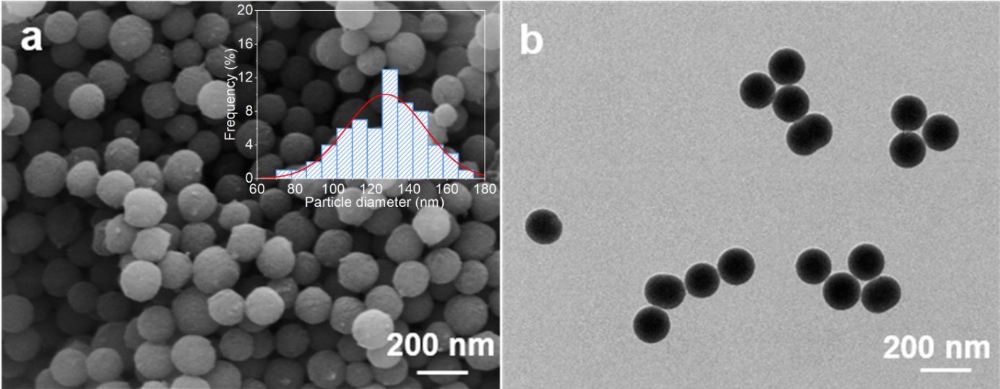 a
20
16
12
8
4
0
Frequency (%)
60 80 100 120 140 160 180
Particle diameter (nm)
200 nm
b
200 nm